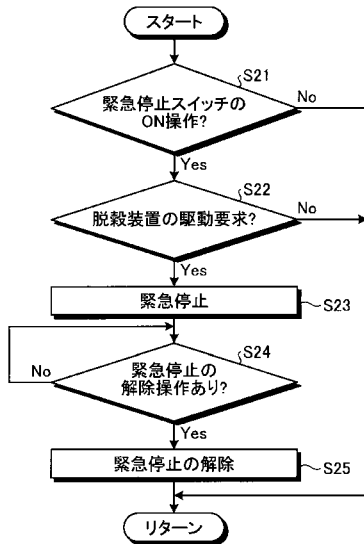 スタート
S21
緊急停止スイッチの
ON操作?
No
Yes
S22
脱穀装置の駆動要求?
No
Yes
緊急停止
S23
S24
緊急停止の
解除操作あり?
No
Yes
緊急停止の解除
S25
リターン